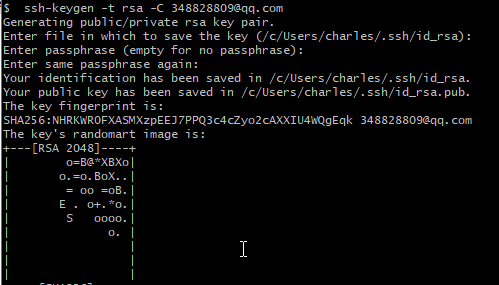 $ ssh-keygen -t rsa -C 348828809@qq.com
Generating public/private rsa key pair.
Enter file in which to save the key (/c/Users/charles/.ssh/id_rsa):
Enter passphrase (empty for no passphrase):
Enter same passphrase again:
Your identification has been saved in /c/Users/charles/.ssh/id_rsa.
Your public key has been saved in /c/Users/charles/.ssh/id_rsa.pub.
The key fingerprint is:
SHA256:NHRKWROFXASMXzpEEJ7PPQ3c4cZyo2cAXXIU4WQgEqk 348828809@qq.com
The key's randomart image is:
+---[RSA 2048]----+
|       o=B@*XBXo|
|      o.=o.BoX..|
|       = oo =oB.|
|      E . o+.*o.|
|       S   oooo.|
|             o. |
|                |
|                |
|                |